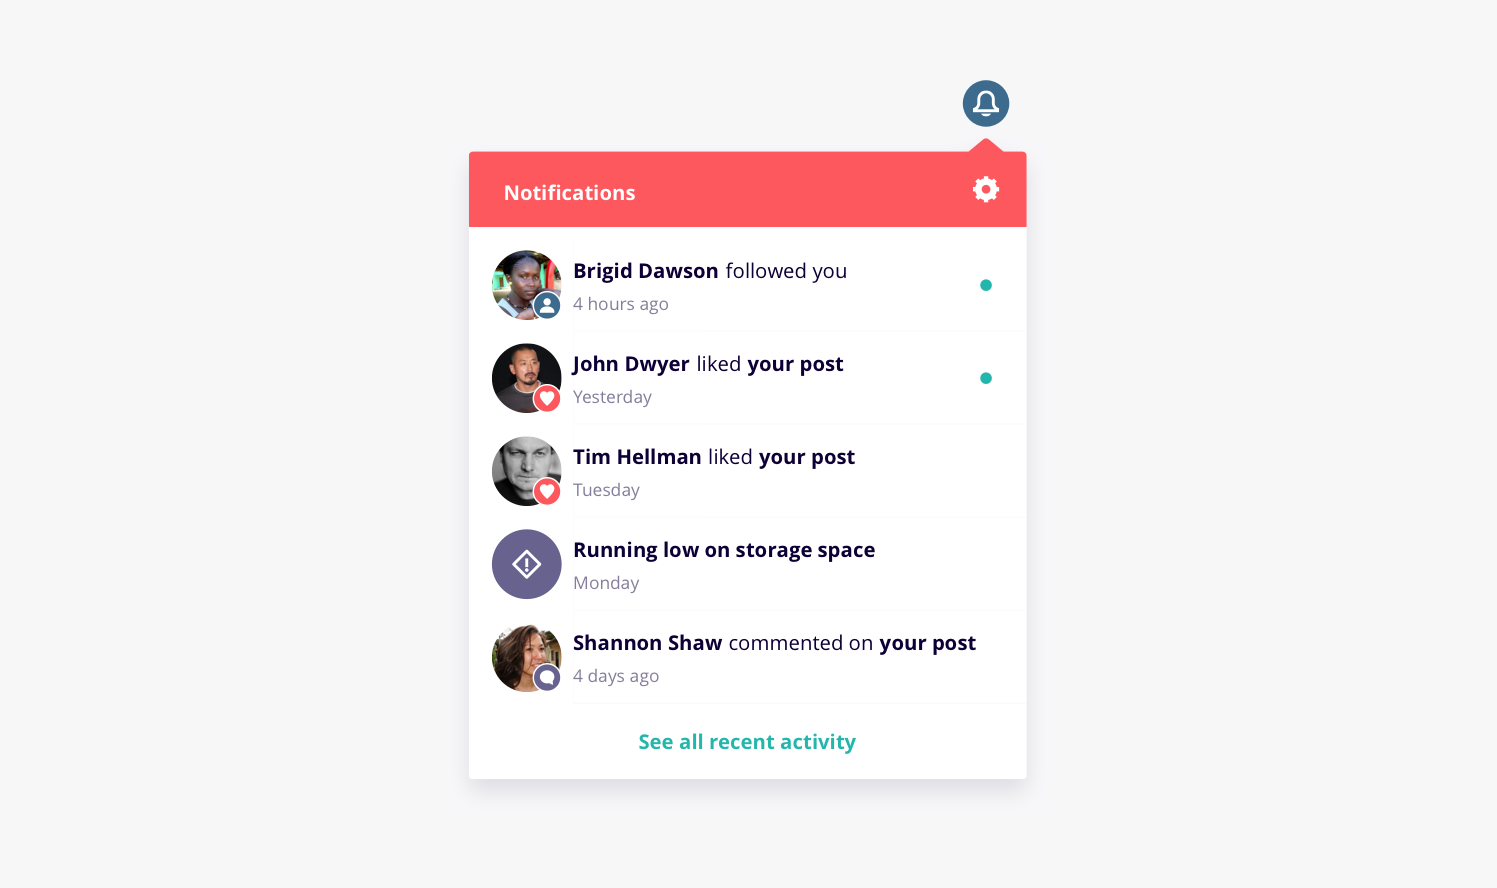 Notifications
Brigid Dawson followed you
4 hours ago
John Dwyer liked your post
Yesterday
Tim Hellman liked your post
Tuesday
Running low on storage space
Monday
Shannon Shaw commented on your post
4 days ago
See all recent activity